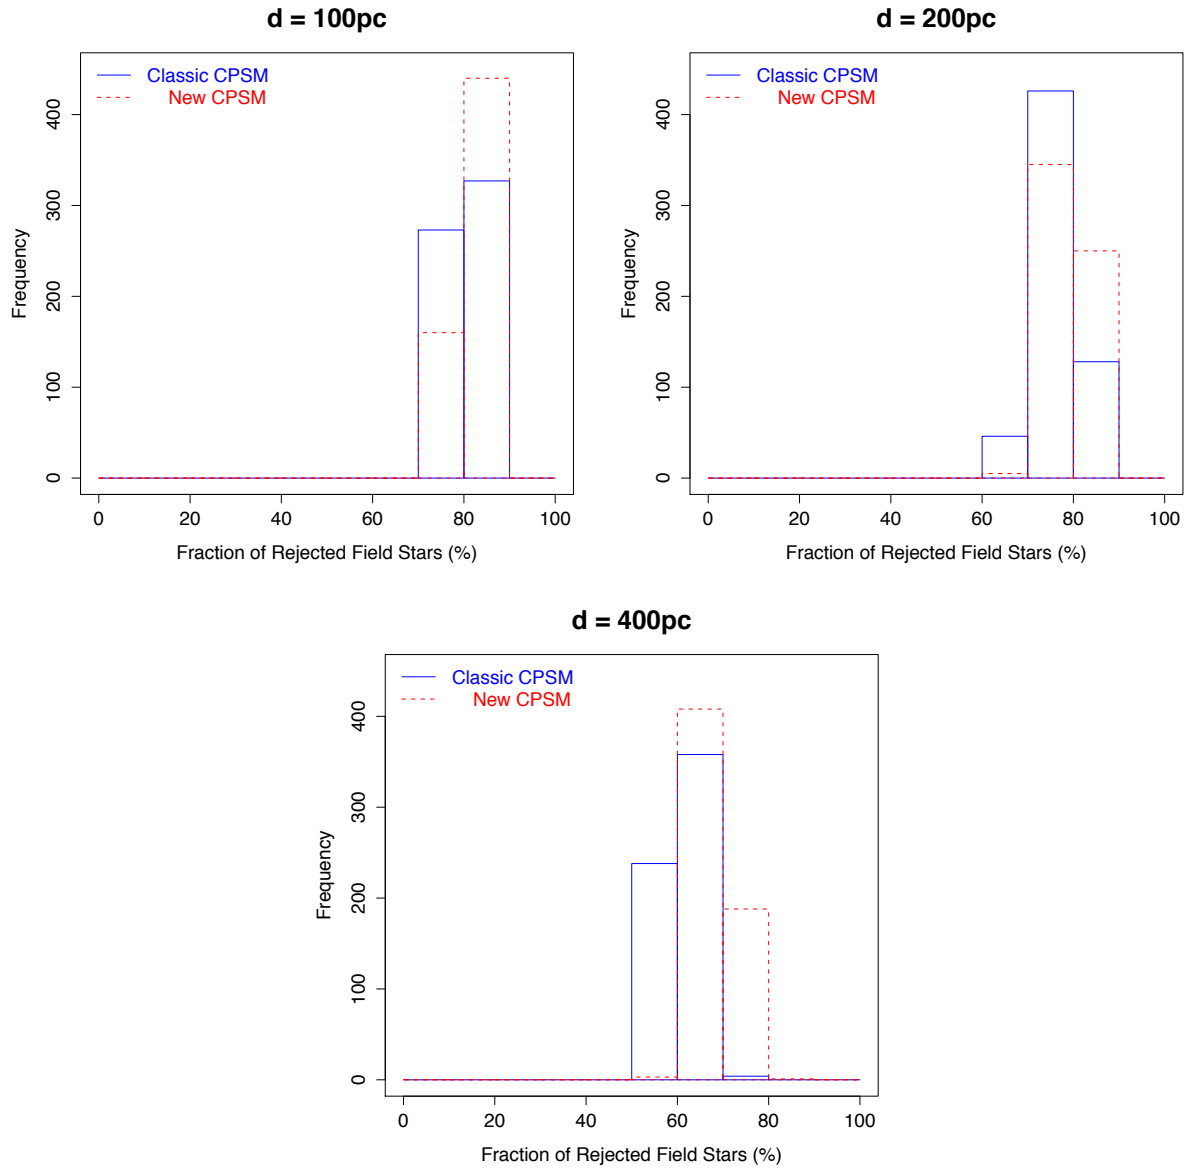 d = 100pc
Classic CPSM
New CPSM
Frequency
0
100
200
300
400
0 20 40 60 80 100
Fraction of Rejected Field Stars (%)
d = 200pc
Classic CPSM
New CPSM
Frequency
0
100
200
300
400
0 20 40 60 80 100
Fraction of Rejected Field Stars (%)
d = 400pc
Classic CPSM
New CPSM
Frequency
0
100
200
300
400
0 20 40 60 80 100
Fraction of Rejected Field Stars (%)